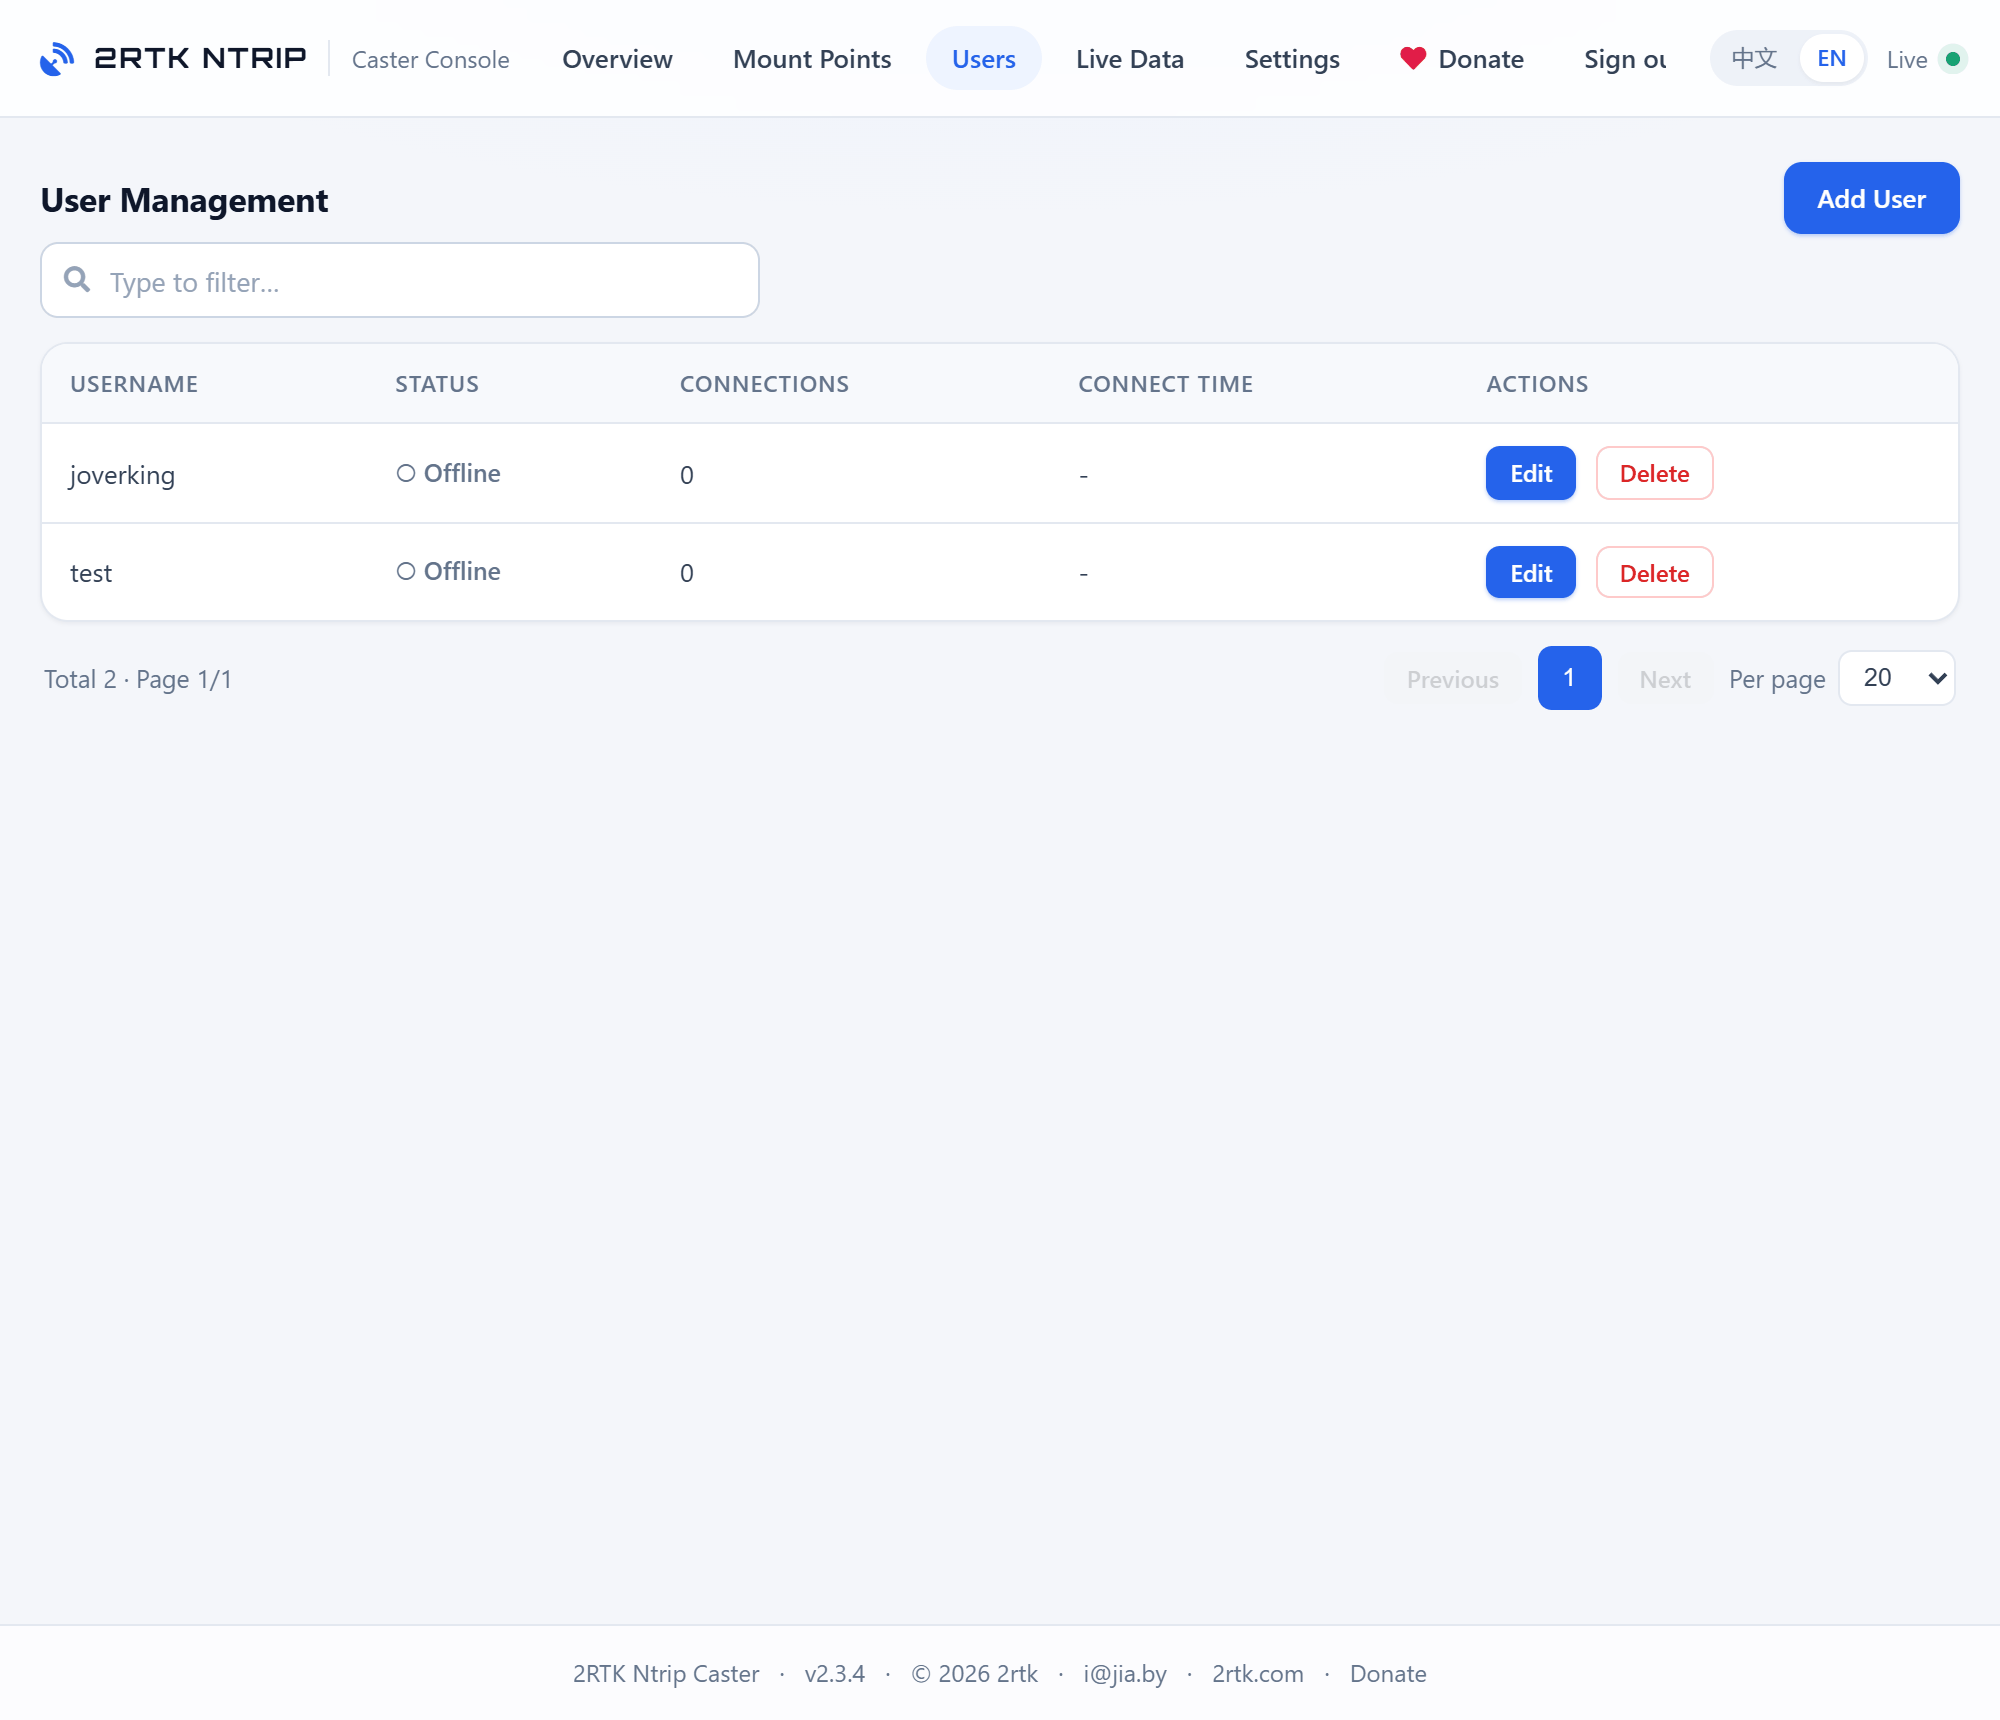 2RTK NTRIP
Caster Console
Overview
Mount Points
Users
Live Data
Settings
Donate
Sign ou
中文
EN
Live
User Management
Add User
Type to filter...
USERNAME STATUS CONNECTIONS CONNECT TIME ACTIONS
joverking Offline 0 - Edit Delete
test Offline 0 - Edit Delete
Total 2 · Page 1/1
Previous 1 Next Per page 20
2RTK Ntrip Caster · v2.3.4 · © 2026 2rtk · i@jia.by · 2rtk.com · Donate